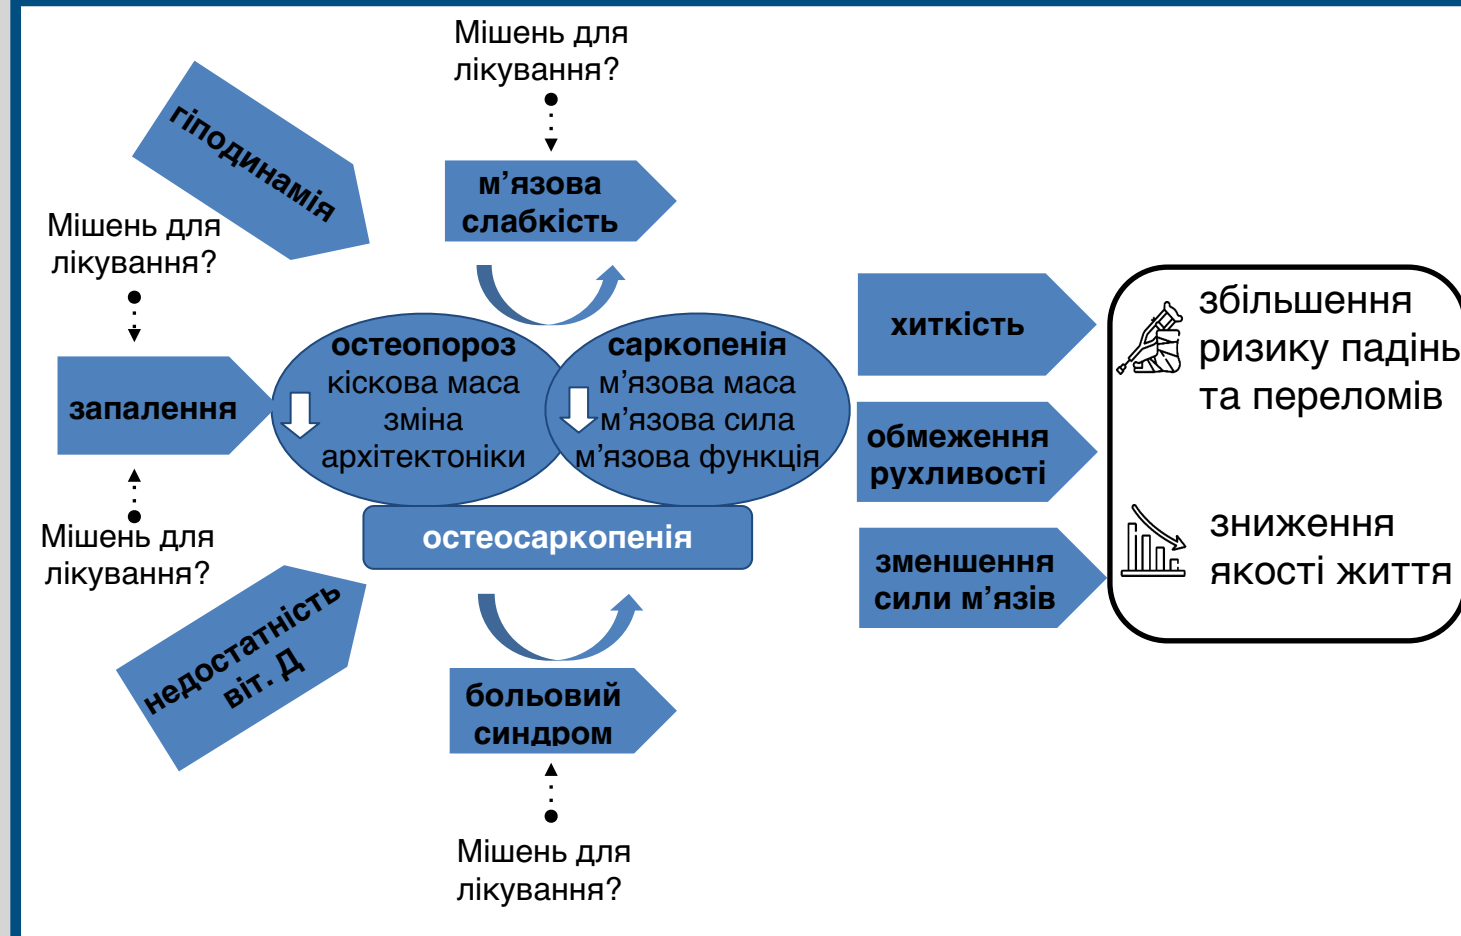 Мішень для
лікування?
гіподинамія
м’язова
слабкість
Мішень для
лікування?
запалення
Мішень для
лікування?
недостатність
віт. Д
остеопороз
кіскова маса
зміна
архітектоніки
саркопенія
м’язова маса
м’язова сила
м’язова функція
остеосаркопенія
больовий
синдром
Мішень для
лікування?
хиткість
обмеження
рухливості
зменшення
сили м’язів
збільшення
ризику падінь
та переломів
зниження
якості життя